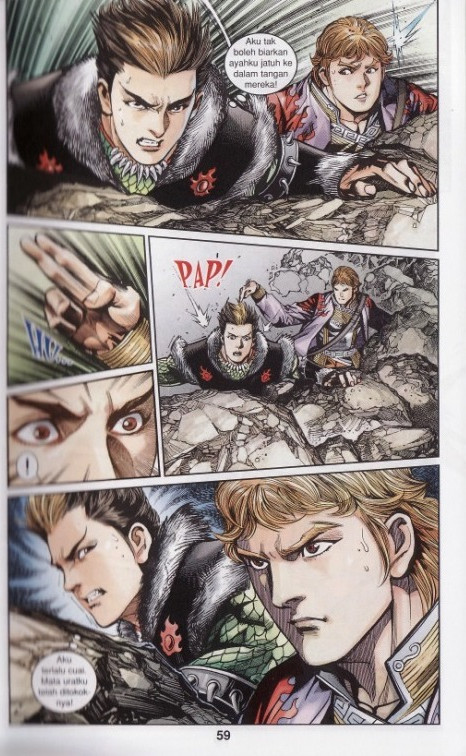 Aku tak
boleh biarkan
ayahku jatuh ke
dalam tangan
mereka!
PAP!
!
Aku
terlalu cuai.
Mata uratku
telah ditokok-
nya!
59